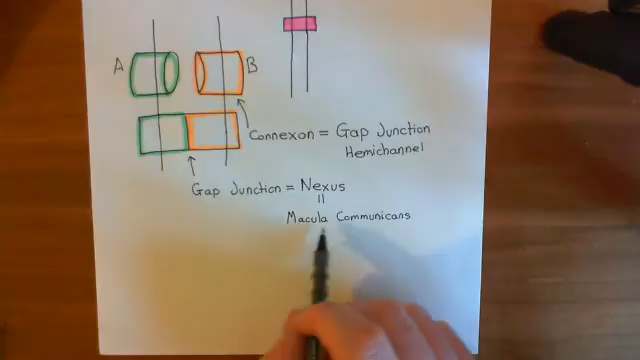 A
B
Connexon = Gap Junction
Hemichannel
Gap Junction = Nexus
=
Macula Communicans